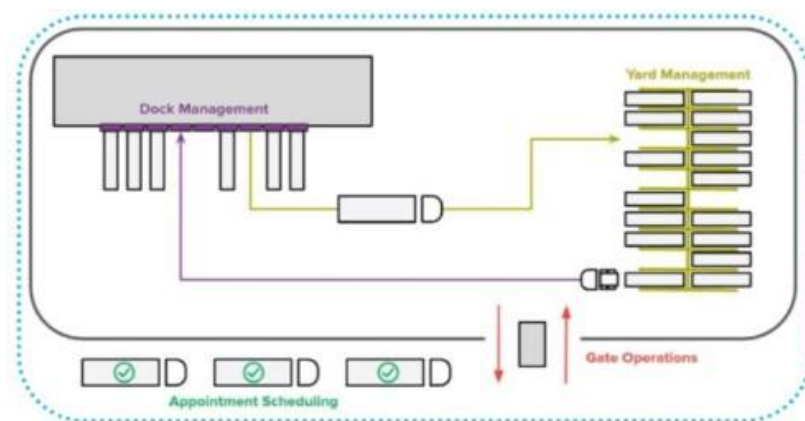 Yard Management
Dock Management
Gate Operations
Appointment Scheduling